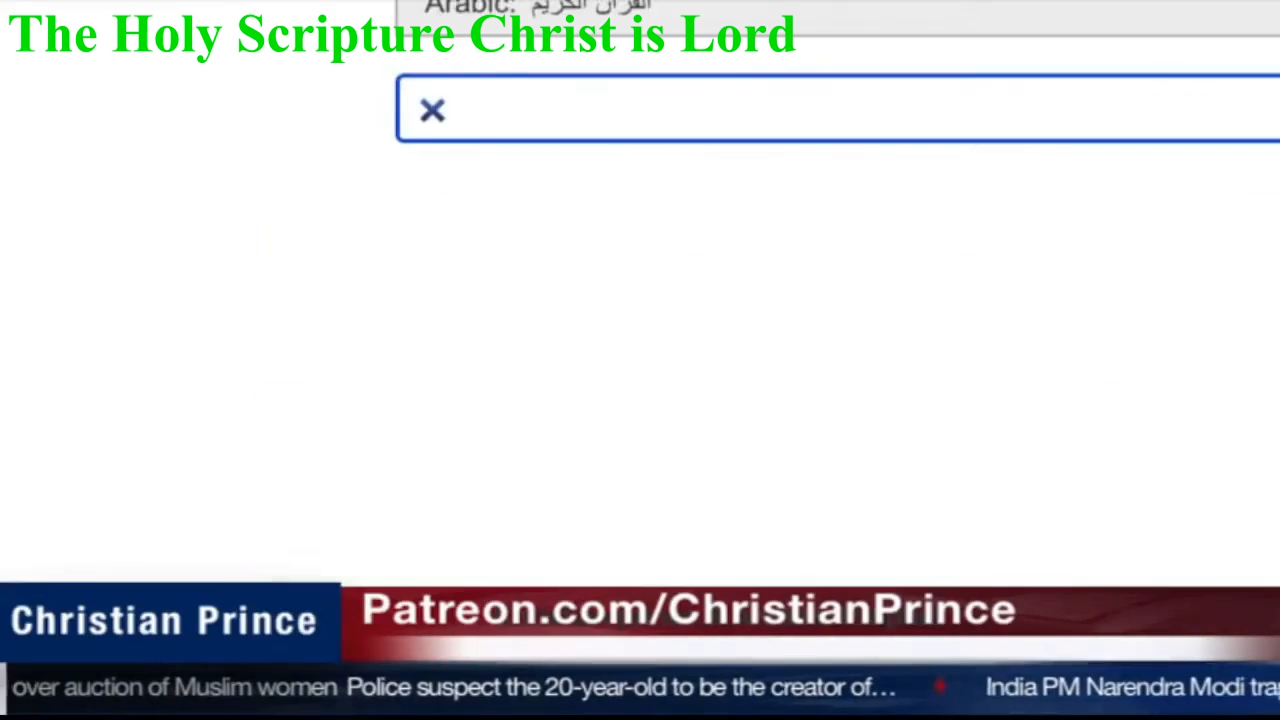 Arabic: القرآن الكريم
The Holy Scripture Christ is Lord
Christian Prince
Patreon.com/ChristianPrince
over auction of Muslim women Police suspect the 20-year-old to be the creator of... India PM Narendra Modi